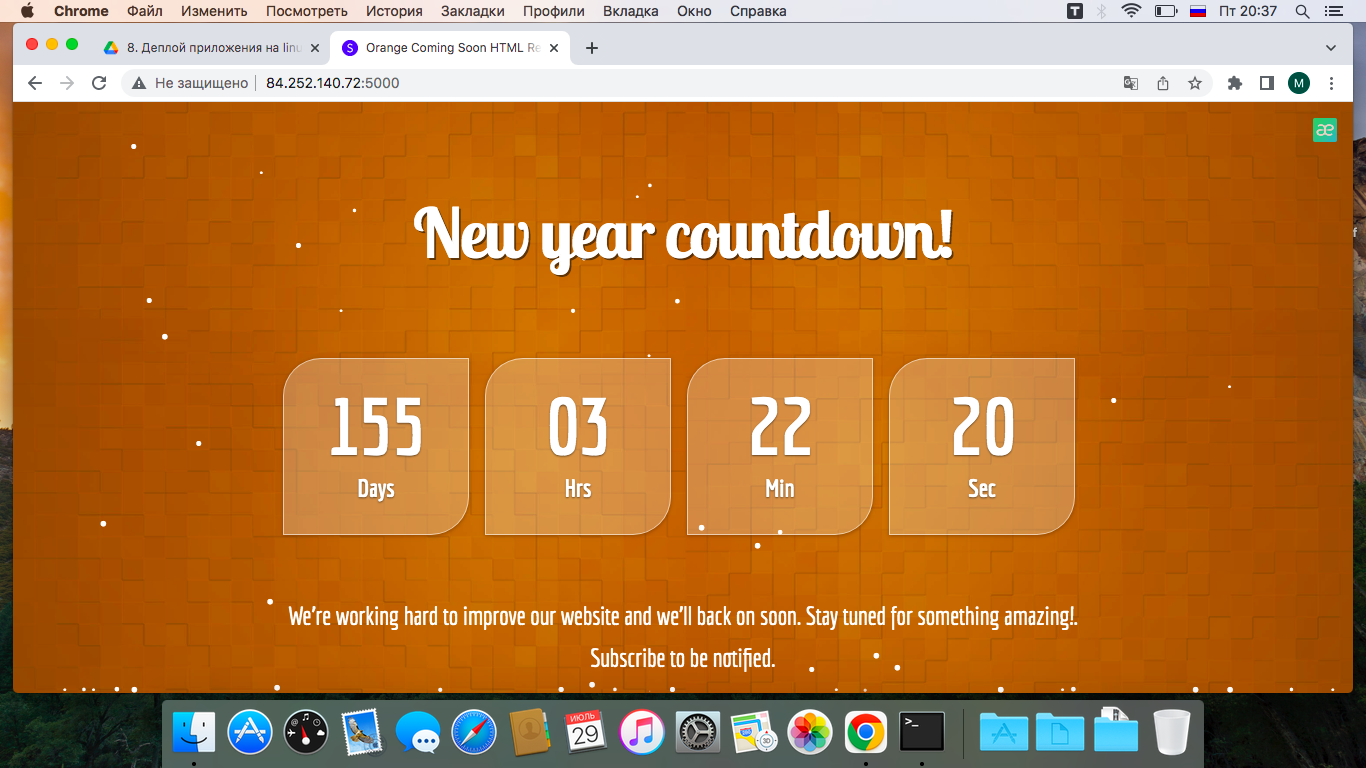 Chrome Файл Изменить Посмотреть История Закладки Профили Вкладка Окно Справка T Пт 20:37
8. Деплой приложения на linu S Orange Coming Soon HTML Re
Не защищено 84.252.140.72:5000 M
æ
New year countdown!
155 03 22 20
Days Hrs Min Sec
We're working hard to improve our website and we'll back on soon. Stay tuned for something amazing!.
Subscribe to be notified.
ИЮЛЬ
29
3D
>_